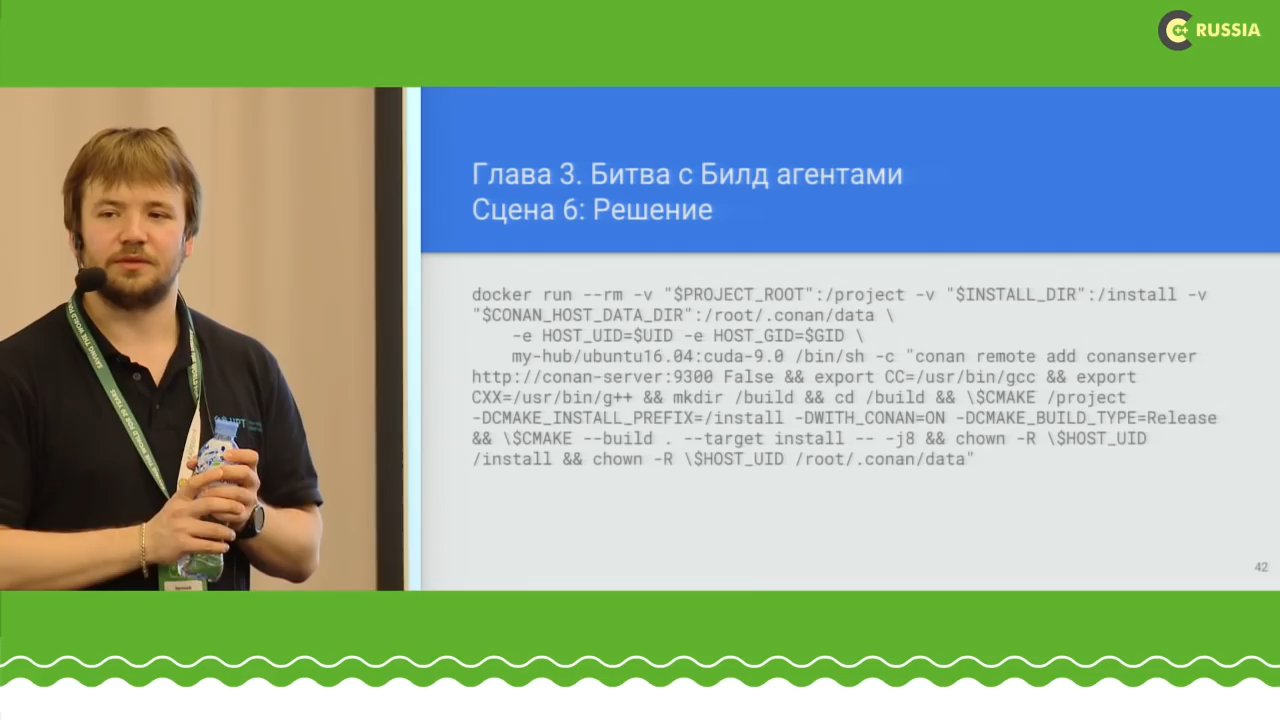 C++ RUSSIA
Глава 3. Битва с Билд агентами
Сцена 6: Решение
docker run --rm -v "$PROJECT_ROOT":/project -v "$INSTALL_DIR":/install -v
"$CONAN_HOST_DATA_DIR":/root/.conan/data \
-e HOST_UID=$UID -e HOST_GID=$GID \
my-hub/ubuntu16.04:cuda-9.0 /bin/sh -c "conan remote add conanserver
http://conan-server:9300 False && export CC=/usr/bin/gcc && export
CXX=/usr/bin/g++ && mkdir /build && cd /build && \$CMAKE /project
-DCMAKE_INSTALL_PREFIX=/install -DWITH_CONAN=ON -DCMAKE_BUILD_TYPE=Release
&& \$CMAKE --build . --target install -- -j8 && chown -R \$HOST_UID
/install && chown -R \$HOST_UID /root/.conan/data"
42